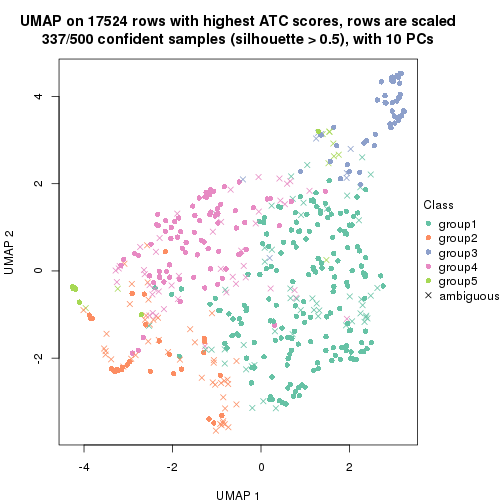 UMAP on 17524 rows with highest ATC scores, rows are scaled
337/500 confident samples (silhouette > 0.5), with 10 PCs
UMAP 2
4
2
0
-2
-4
-2
0
2
UMAP 1
Class
group1
group2
group3
group4
group5
ambiguous